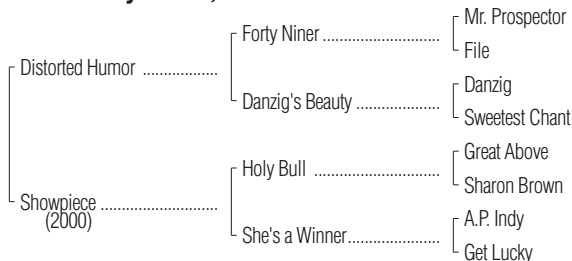 Mr. Prospector
Forty Niner ..........................
File
Distorted Humor .................
Danzig
Danzig's Beauty ...................
Sweetest Chant
Great Above
Holy Bull ............................
Sharon Brown
Showpiece ..........................
(2000)
A.P. Indy
She's a Winner.....................
Get Lucky